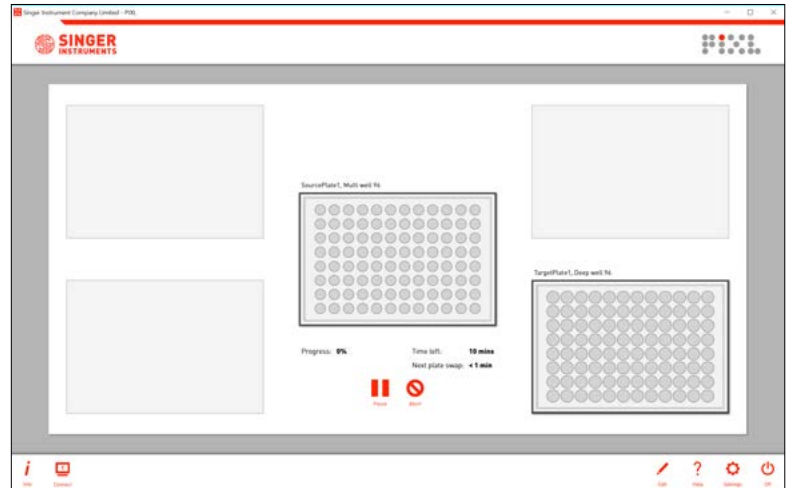 Singer Instrument Company Limited - PIXL
SINGER
INSTRUMENTS
PIXL
SourcePlate1, Multi well 96
TargetPlate1, Deep well 96
Progress: 0%
Time left: 10 mins
Next plate swap: < 1 min
Pause
Abort
Info
Connect
Edit
Help
Settings
Off